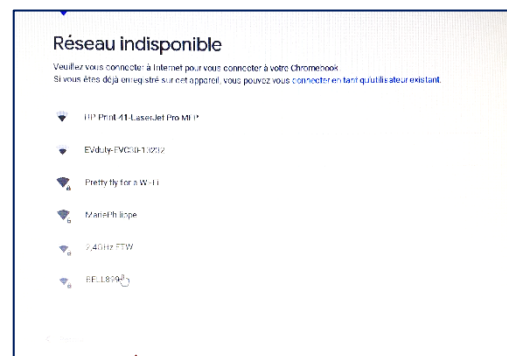 Réseau indisponible
Veuillez vous connecter à Internet pour vous connecter à votre Chromebook
Si vous êtes déjà enregistré sur cet appareil, vous pouvez vous connecter en tant qu'utilisateur existant.
HP-Print-41-LaserJet Pro MFP
Pretty fly for a Wi-Fi
MariePhilippe
2,4GHz FTW
BELL899